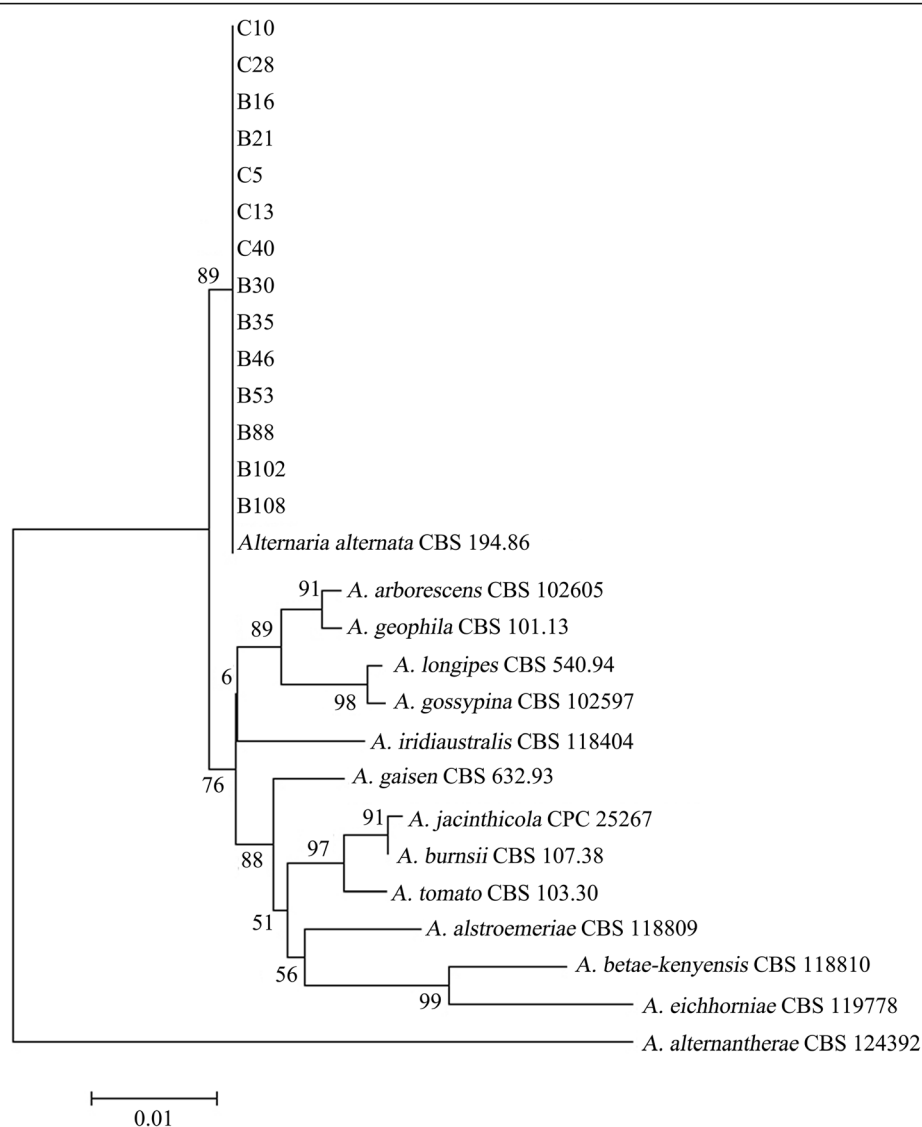 C10
C28
B16
B21
C5
C13
C40
89
B30
B35
B46
B53
B88
B102
B108
Alternaria alternata CBS 194.86
91
A. arborescens CBS 102605
89
A. geophila CBS 101.13
A. longipes CBS 540.94
6
98
A. gossypina CBS 102597
A. iridiaustralis CBS 118404
76
A. gaisen CBS 632.93
91
A. jacinthicola CPC 25267
97
A. burnsii CBS 107.38
88
A. tomato CBS 103.30
51
A. alstroemeriae CBS 118809
56
A. betae-kenyensis CBS 118810
99
A. eichhorniae CBS 119778
A. alternantherae CBS 124392
0.01